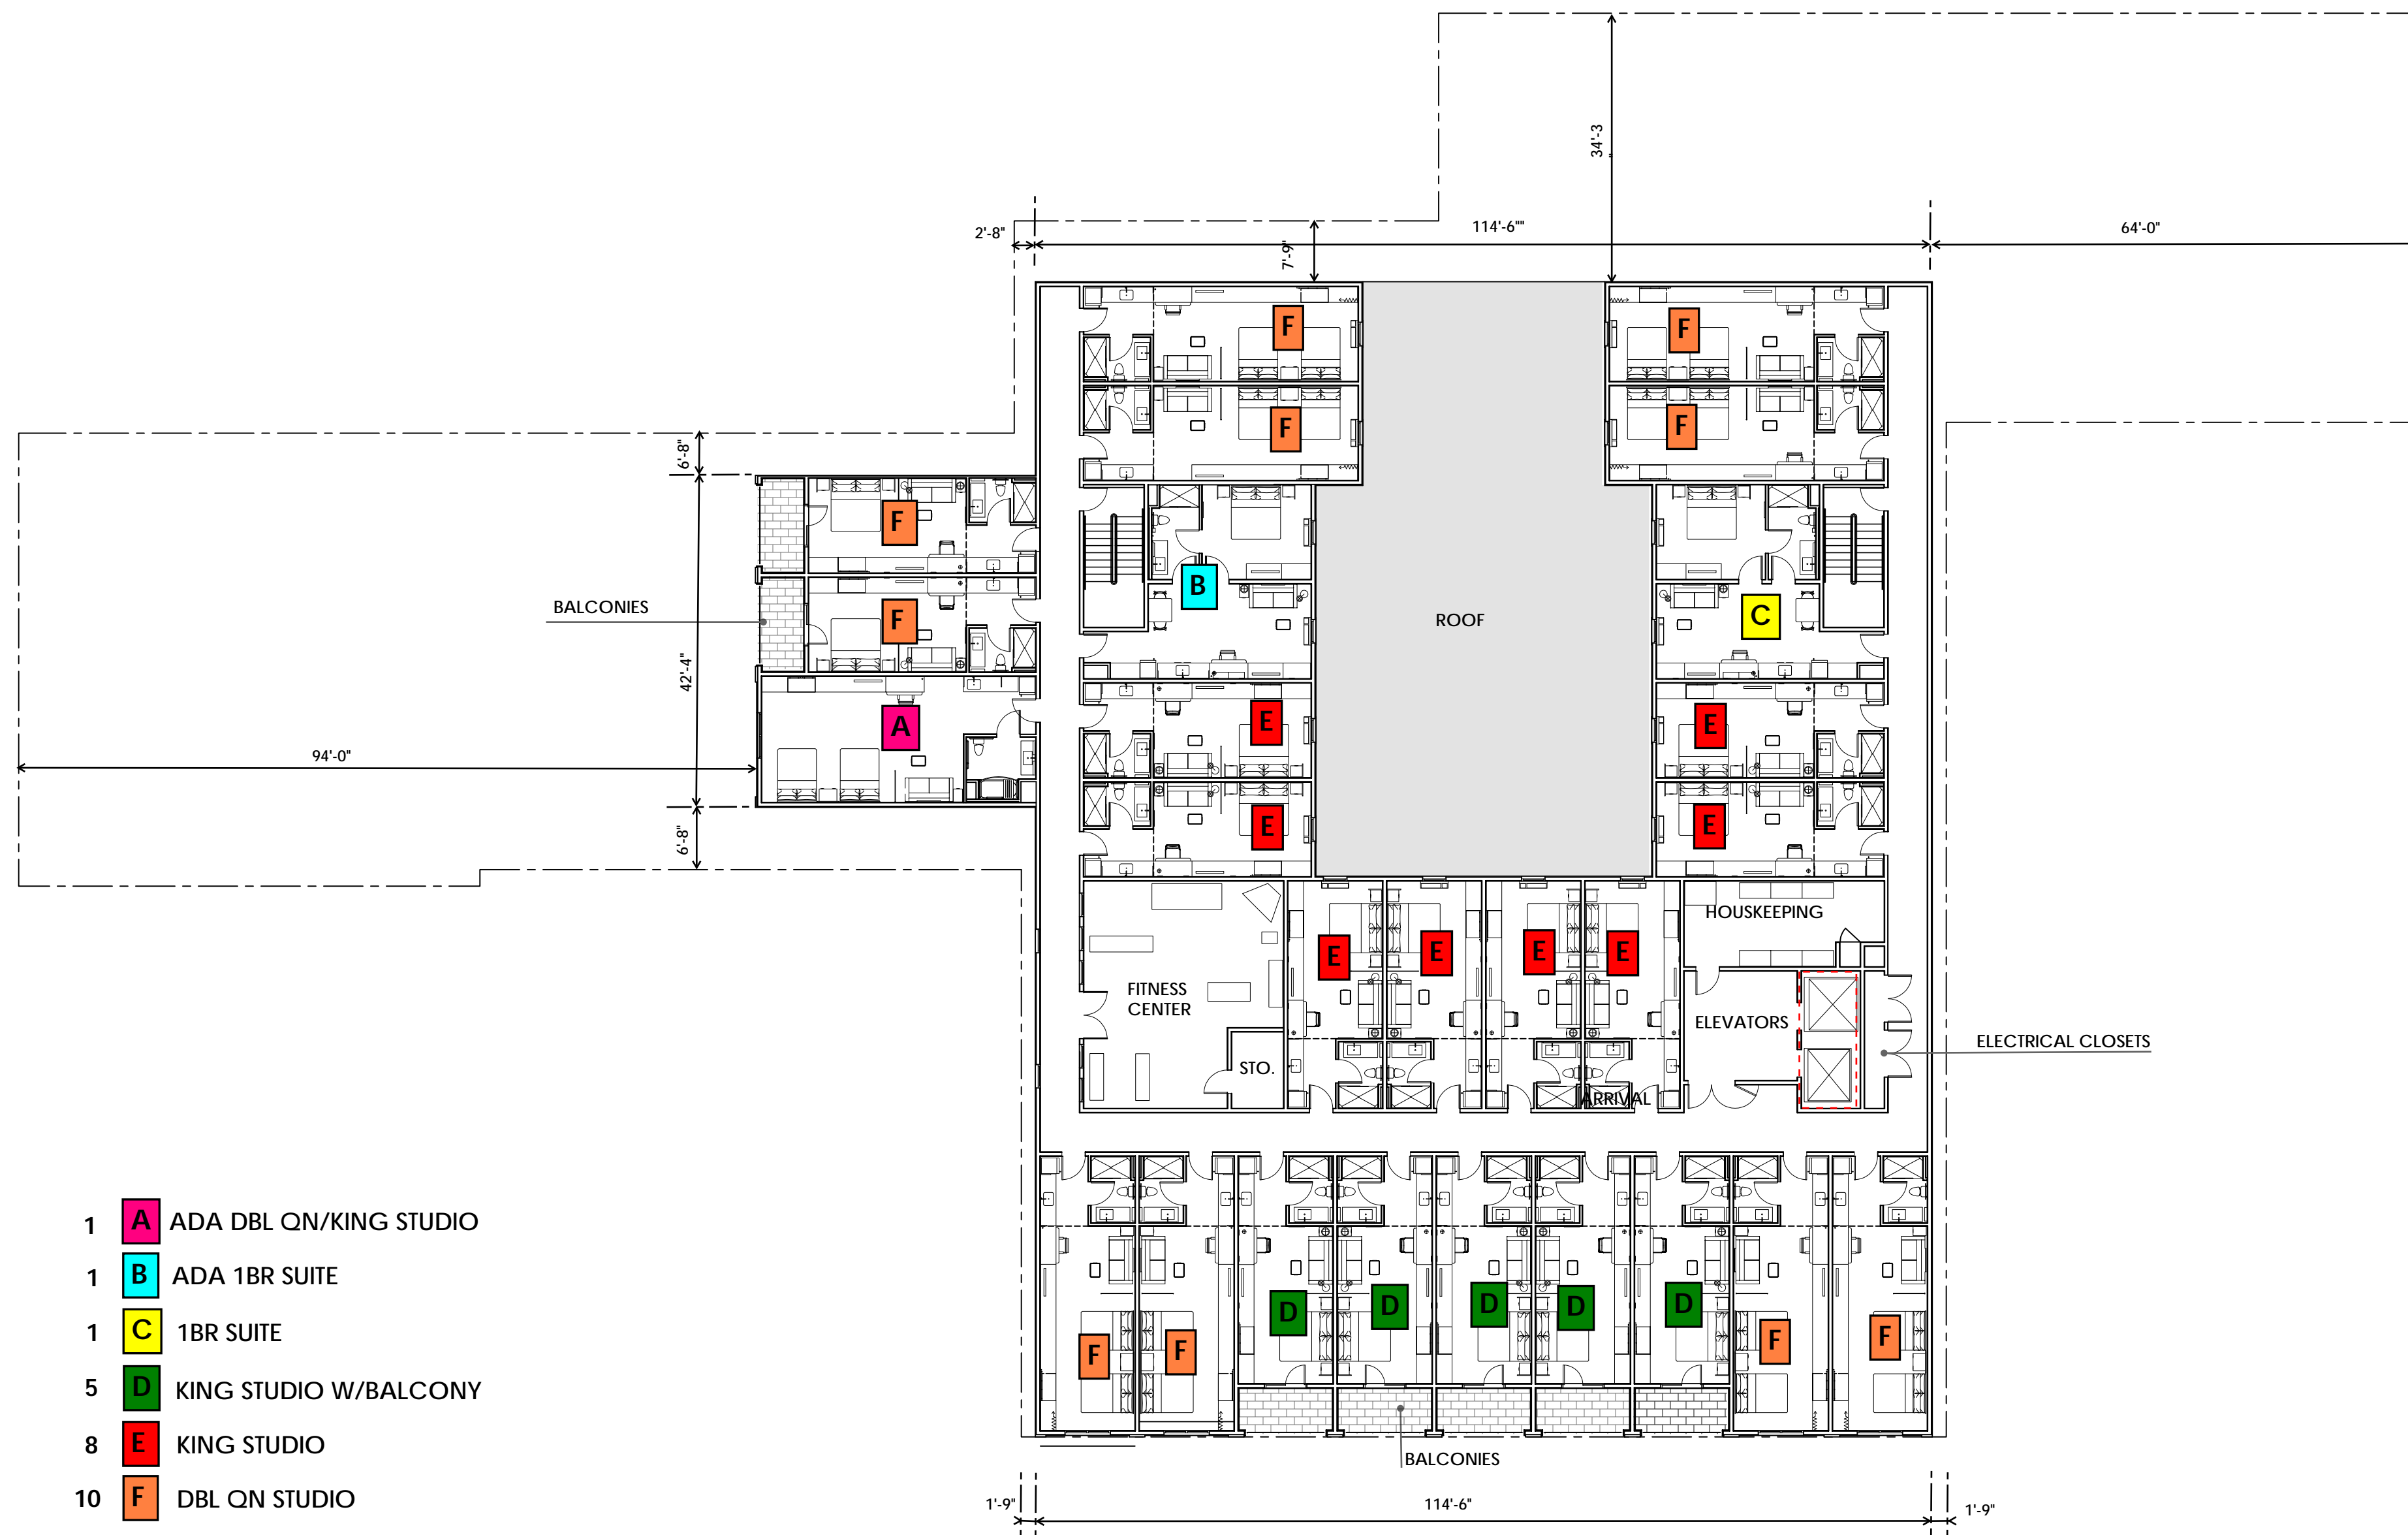 34'-3
"
2'-8"
114'-6""
64'-0"
7'-9"
F
F
F
F
6'-8"
F
B
BALCONIES
F
C
ROOF
42'-4"
A
E
E
94'-0"
E
E
6'-8"
HOUSKEEPING
E
E
E
E
FITNESS
CENTER
ELEVATORS
ELECTRICAL CLOSETS
STO.
ARRIVAL
D
D
D
D
D
F
F
F
F
BALCONIES
1 A ADA DBL QN/KING STUDIO
1 B ADA 1BR SUITE
1 C 1BR SUITE
5 D KING STUDIO W/BALCONY
8 E KING STUDIO
10 F DBL QN STUDIO
1'-9"
114'-6"
1'-9"